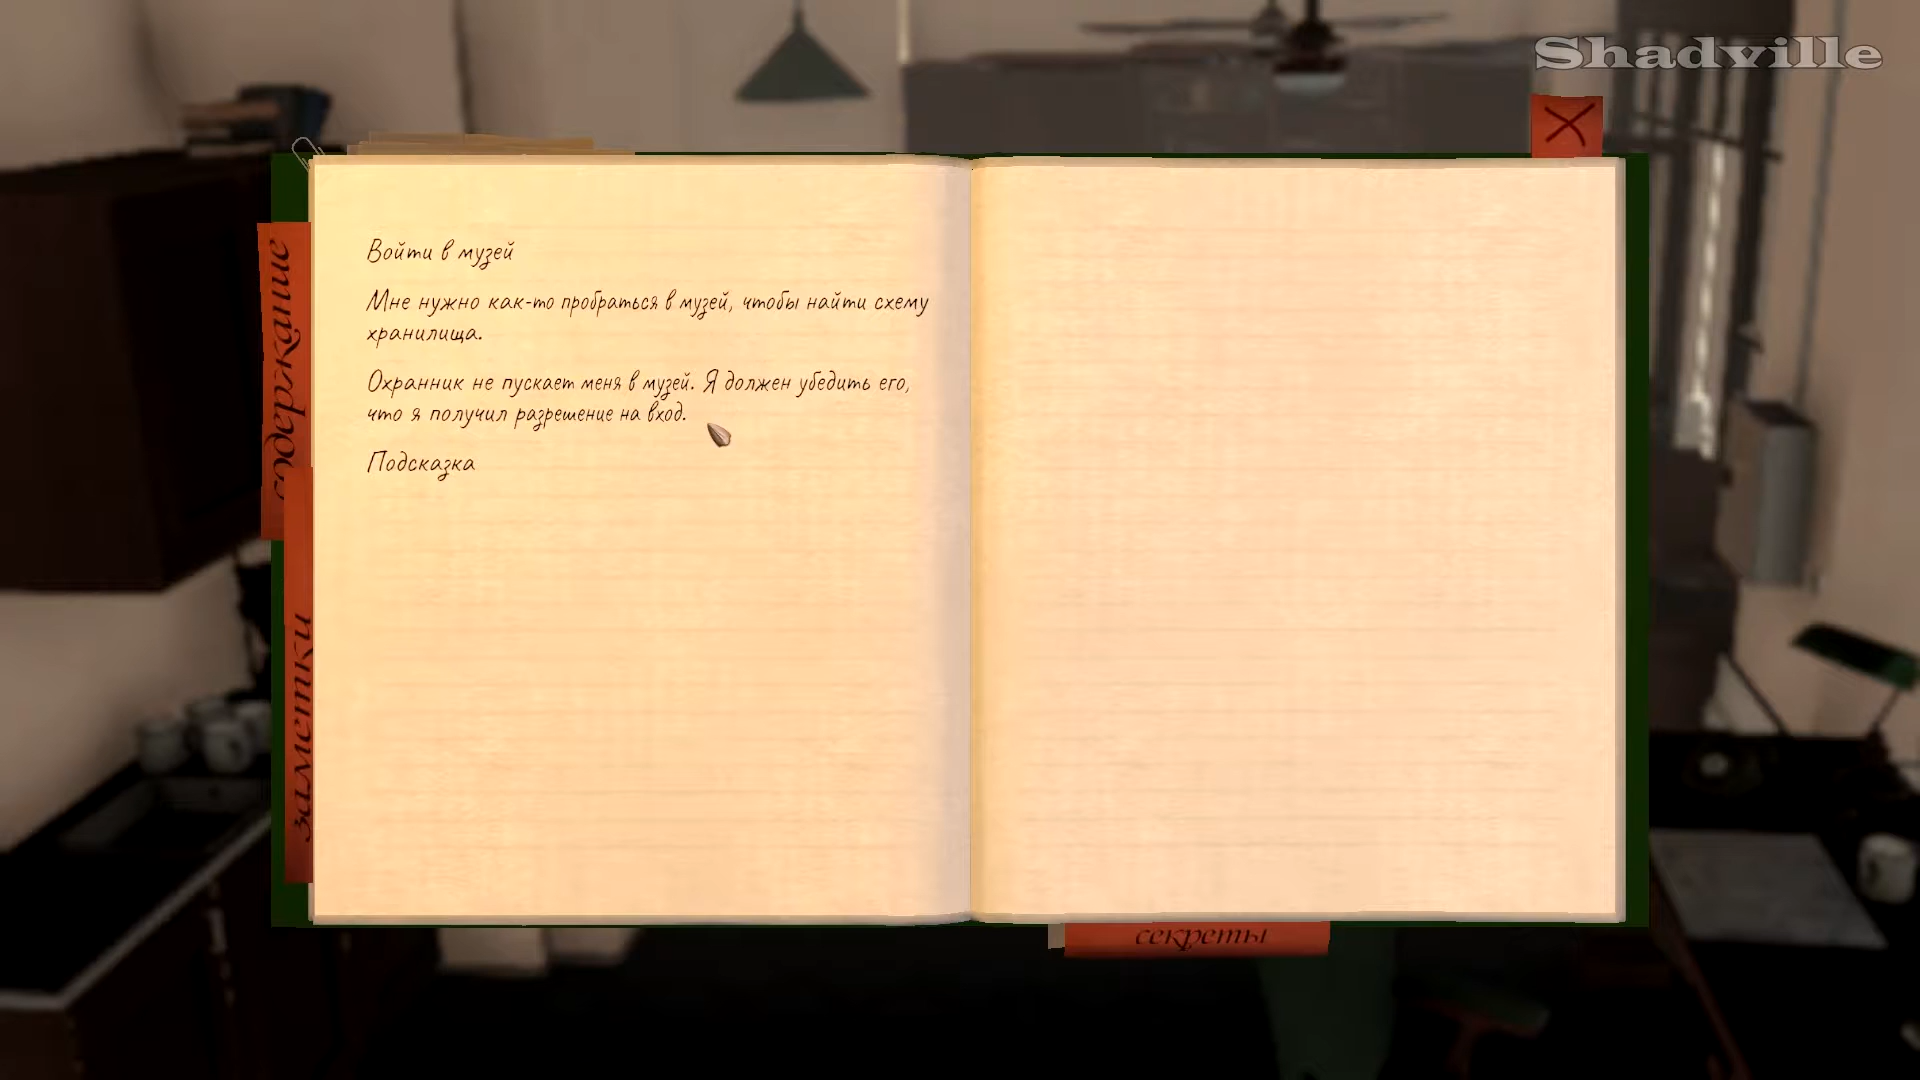 Shadville
Войти в музей
Мне нужно как-то пробраться в музей, чтобы найти схему
хранилища.
Охранник не пускает меня в музей. Я должен убедить его,
что я получил разрешение на вход.
Подсказка
содержание
заметки
секреты